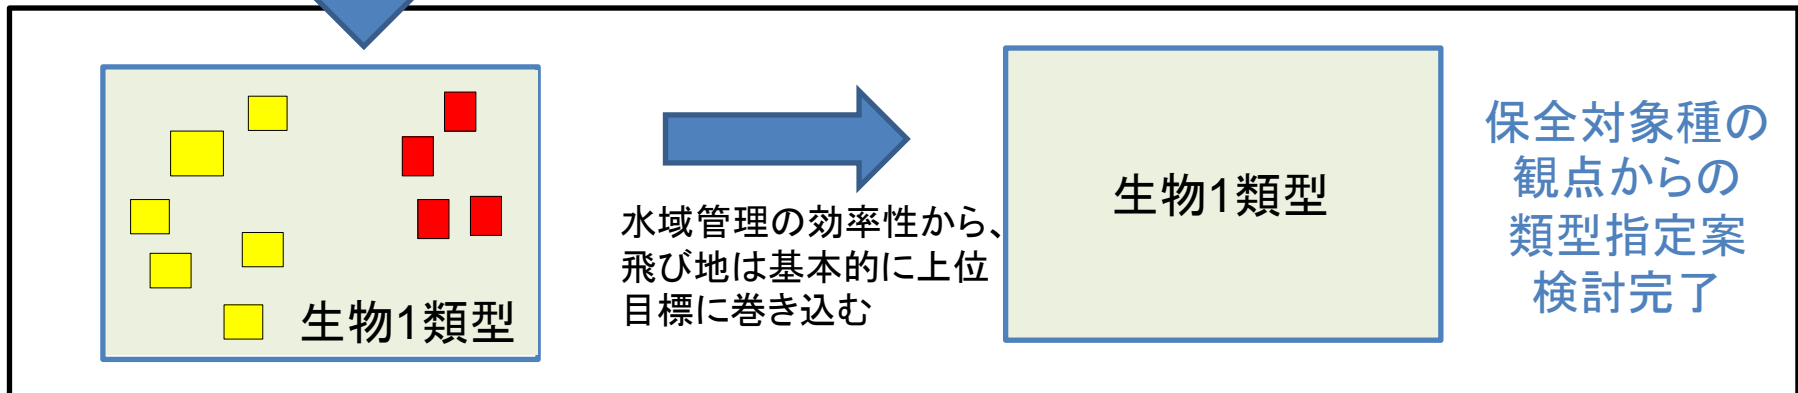 生物1類型
水域管理の効率性から、
飛び地は基本的に上位
目標に巻き込む
生物1類型
保全対象種の
観点からの
類型指定案
検討完了